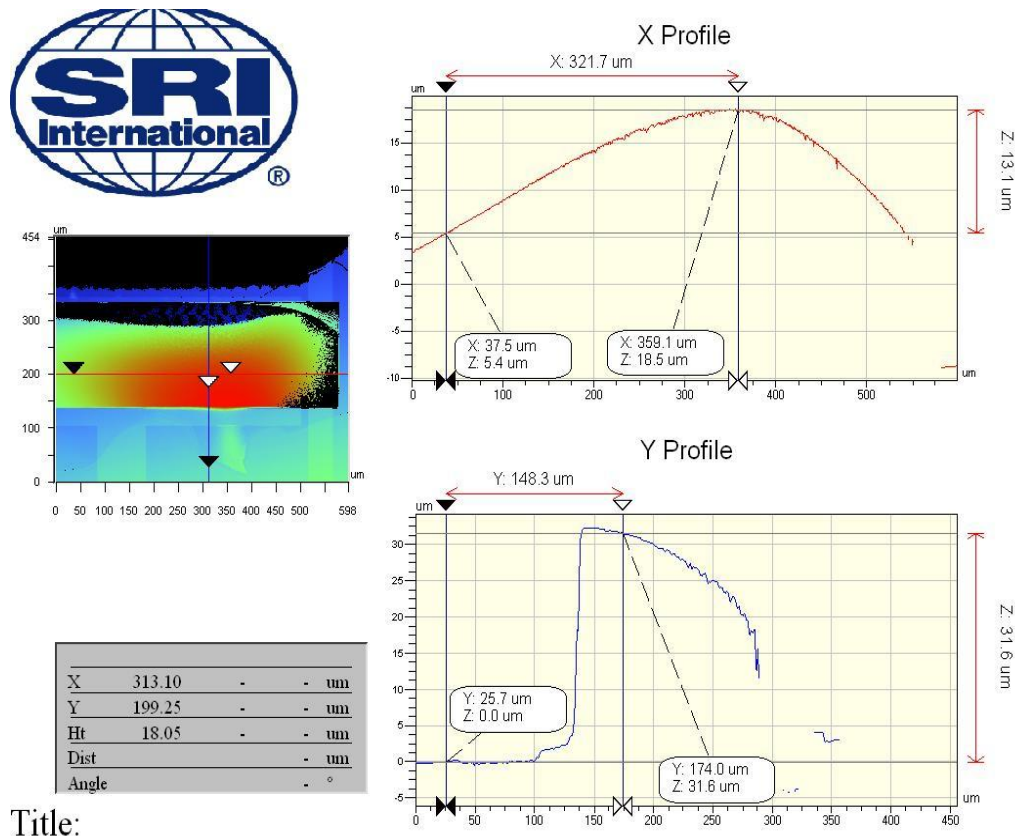 SRI
International
®
X Profile
X: 321.7 um
um
15
10
5
0
-5
-10
0
100
200
300
400
500
um
X: 37.5 um
Z: 5.4 um
X: 359.1 um
Z: 18.5 um
Z: 13.1 um
um
454
300
200
100
0
um
0 50 100 150 200 250 300 350 400 450 500 598
Y Profile
Y: 148.3 um
um
30
25
20
15
10
5
0
-5
0 50 100 150 200 250 300 350 400 450
um
Y: 25.7 um
Z: 0.0 um
Y: 174.0 um
Z: 31.6 um
Z: 31.6 um
X 313.10 - - um
Y 199.25 - - um
Ht 18.05 - - um
Dist - um
Angle - °
Title: